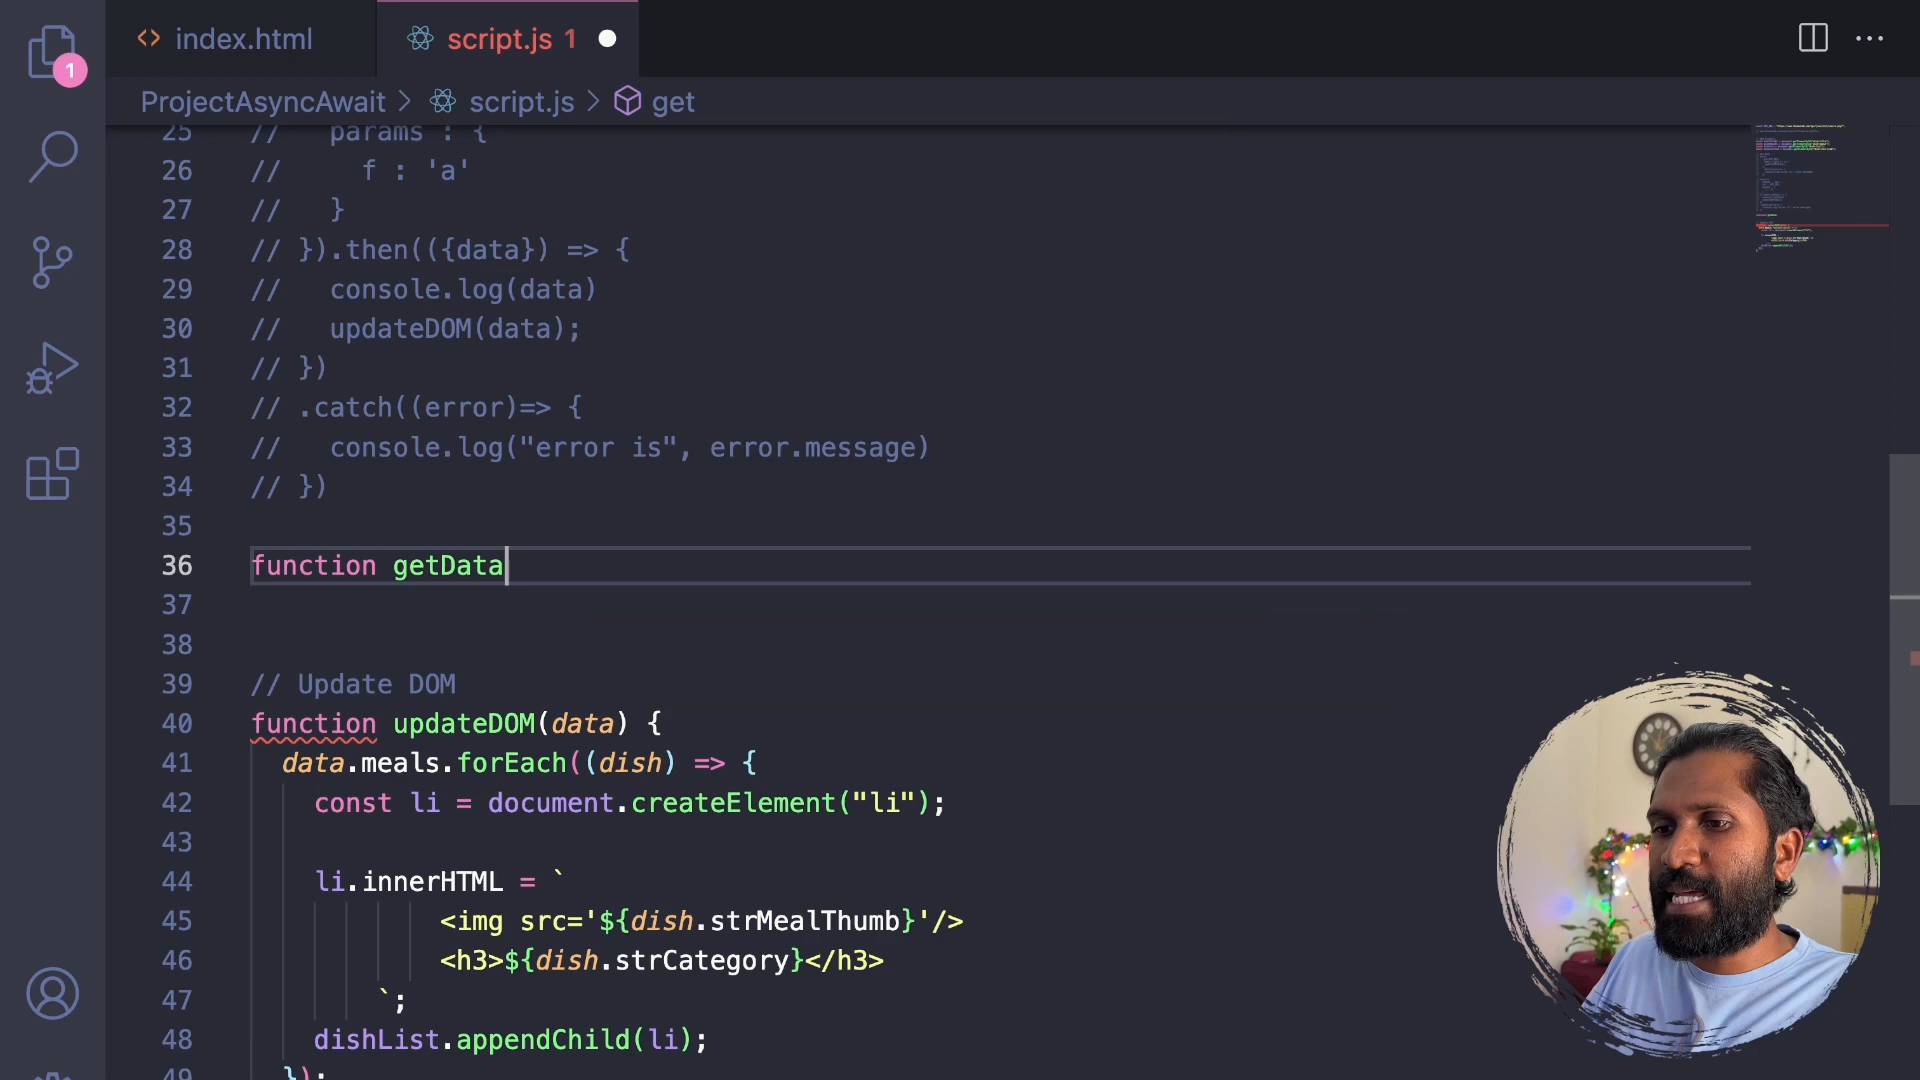 1
index.html
script.js 1
ProjectAsyncAwait > script.js > get
25 // params : {
26 // f : 'a'
27 // }
28 // }).then(({data}) => {
29 // console.log(data)
30 // updateDOM(data);
31 // })
32 // .catch((error)=> {
33 // console.log("error is", error.message)
34 // })
35
36 function getData
37
38
39 // Update DOM
40 function updateDOM(data) {
41 data.meals.forEach((dish) => {
42 const li = document.createElement("li");
43
44 li.innerHTML = `
45 <img src='${dish.strMealThumb}'/>
46 <h3>${dish.strCategory}</h3>
47 `;
48 dishList.appendChild(li);
49 });